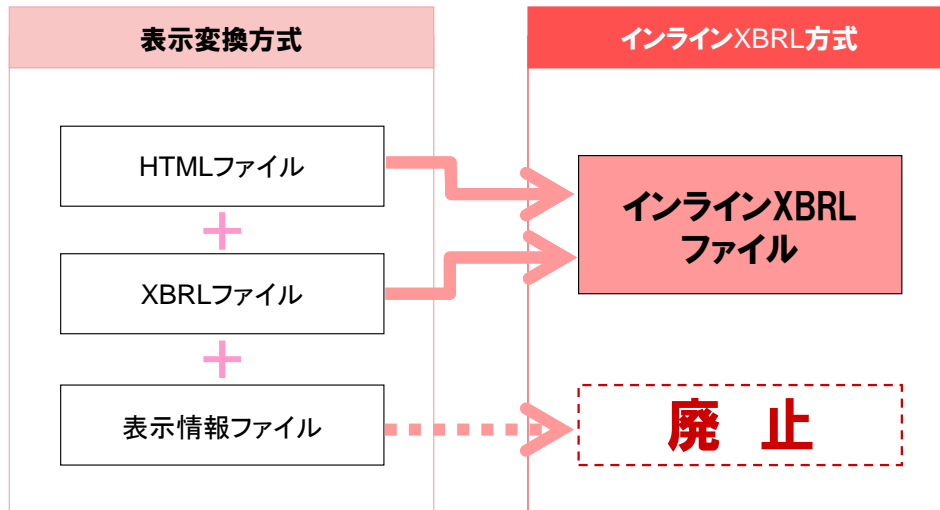 表示変換方式
インラインXBRL方式
HTMLファイル
+
XBRLファイル
+
表示情報ファイル
インラインXBRL
ファイル
廃 止